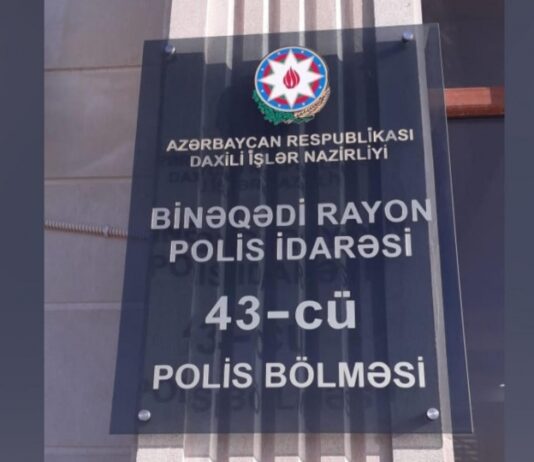 AZƏRBAYCAN RESPUBLİKASI
DAXİLİ İŞLƏR NAZİRLİYİ
BİNƏQƏDİ RAYON
POLİS İDARƏSİ
43-cü
POLİS BÖLMƏSİ